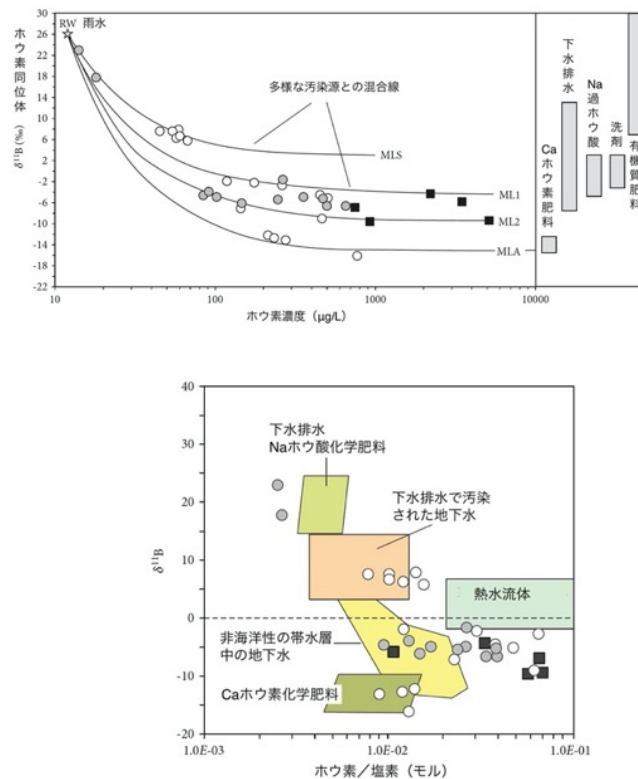 RW 雨水
多様な汚染源との混合線
MLS
ML1
ML2
MLA
ホウ素同位体
δ¹¹B (‰)
30
26
22
18
14
10
6
2
-2
-6
-10
-14
-18
-22
10
100
1000
10000
ホウ素濃度（μg/L）
Caホウ素肥料
下水排水
Na過ホウ酸
洗剤
有機質肥料
40
30
20
10
0
-10
-20
δ¹¹B
下水排水
Naホウ酸化学肥料
下水排水で汚染
された地下水
熱水流体
非海洋性の帯水層
中の地下水
Caホウ素化学肥料
1.0E-03
1.0E-02
1.0E-01
ホウ素／塩素（モル）